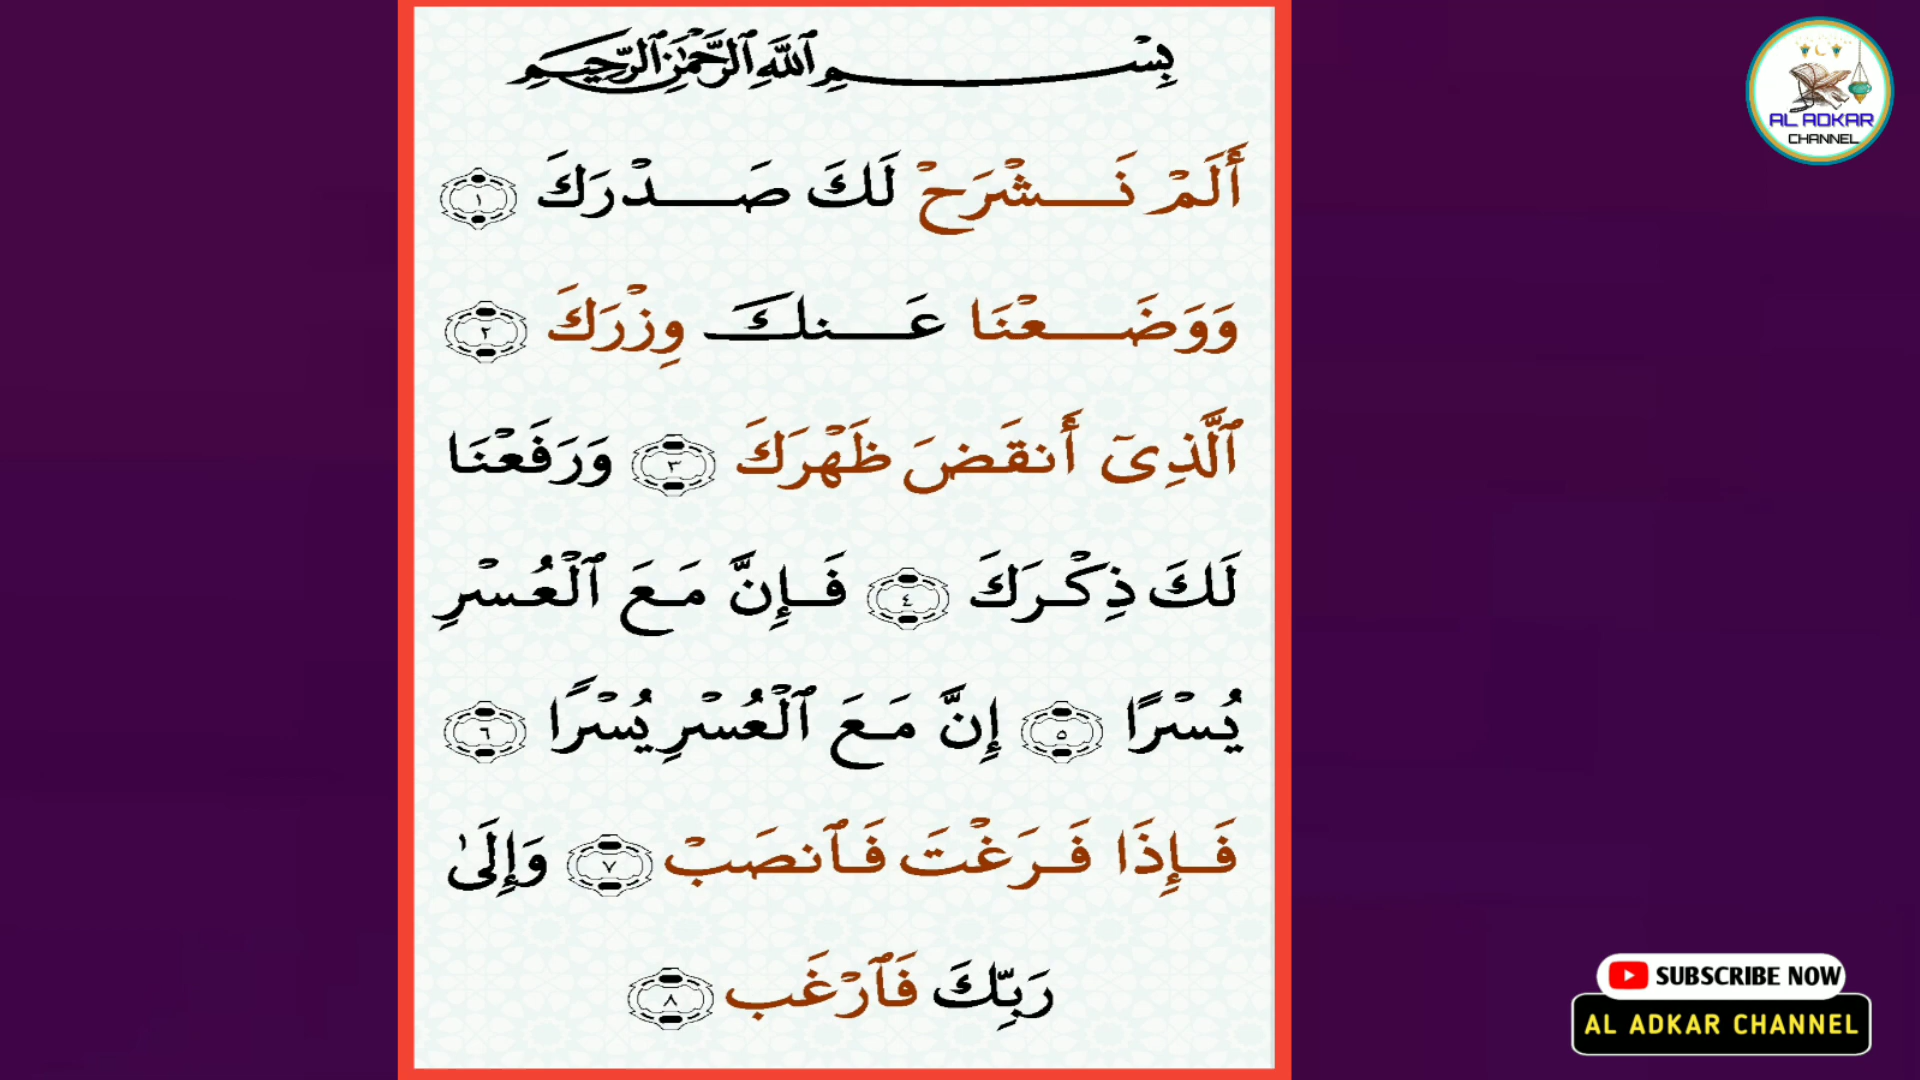 بِسْمِ ٱللَّهِ ٱلرَّحْمَٰنِ ٱلرَّحِيمِ
أَلَمْ نَشْرَحْ لَكَ صَدْرَكَ ١
وَوَضَعْنَا عَنكَ وِزْرَكَ ٢
ٱلَّذِىٓ أَنقَضَ ظَهْرَكَ ٣ وَرَفَعْنَا
لَكَ ذِكْرَكَ ٤ فَإِنَّ مَعَ ٱلْعُسْرِ
يُسْرًا ٥ إِنَّ مَعَ ٱلْعُسْرِ يُسْرًا ٦
فَإِذَا فَرَغْتَ فَٱنصَبْ ٧ وَإِلَىٰ
رَبِّكَ فَٱرْغَب ٨
AL ADKAR
CHANNEL
SUBSCRIBE NOW
AL ADKAR CHANNEL